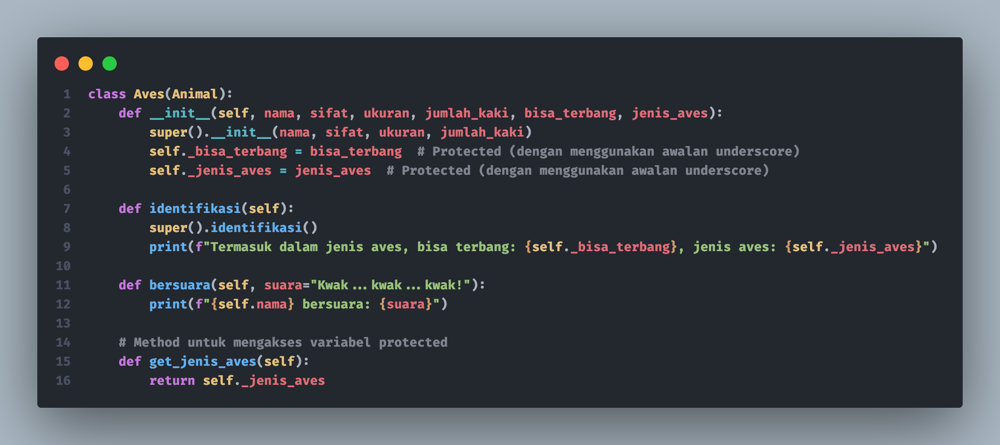 1 class Aves(Animal):
2     def __init__(self, nama, sifat, ukuran, jumlah_kaki, bisa_terbang, jenis_aves):
3         super().__init__(nama, sifat, ukuran, jumlah_kaki)
4         self._bisa_terbang = bisa_terbang  # Protected (dengan menggunakan awalan underscore)
5         self._jenis_aves = jenis_aves  # Protected (dengan menggunakan awalan underscore)
6
7     def identifikasi(self):
8         super().identifikasi()
9         print(f"Termasuk dalam jenis aves, bisa terbang: {self._bisa_terbang}, jenis aves: {self._jenis_aves}")
10
11     def bersuara(self, suara="Kwak...kwak...kwak!"):
12         print(f"{self.nama} bersuara: {suara}")
13
14     # Method untuk mengakses variabel protected
15     def get_jenis_aves(self):
16         return self._jenis_aves